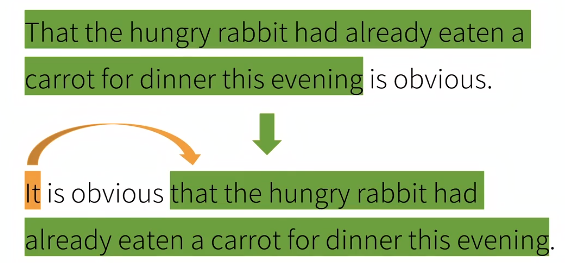 That the hungry rabbit had already eaten a
carrot for dinner this evening is obvious.
It is obvious that the hungry rabbit had
already eaten a carrot for dinner this evening.